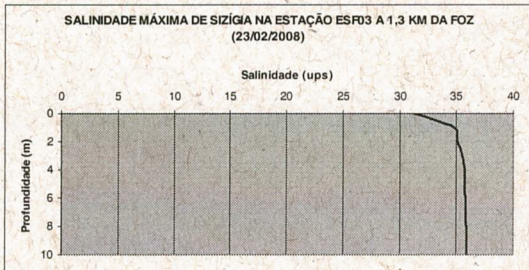 SALINIDADE MÁXIMA DE SIZÍGIA NA ESTAÇÃO ESF03 A 1,3 KM DA FOZ
(23/02/2008)
Salinidade (ups)
0 5 10 15 20 25 30 35 40
Profundidade (m)
0
2
4
6
8
10